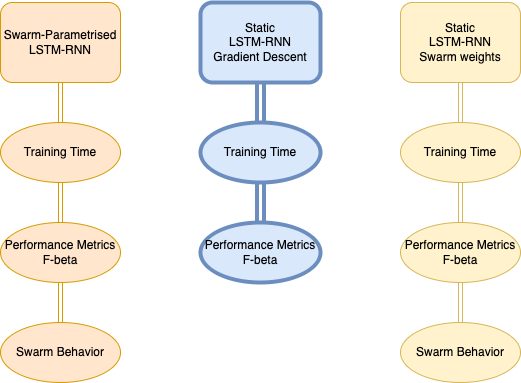 Swarm-Parametrised
LSTM-RNN
Static
LSTM-RNN
Gradient Descent
Static
LSTM-RNN
Swarm weights
Training Time
Training Time
Training Time
Performance Metrics
F-beta
Performance Metrics
F-beta
Performance Metrics
F-beta
Swarm Behavior
Swarm Behavior